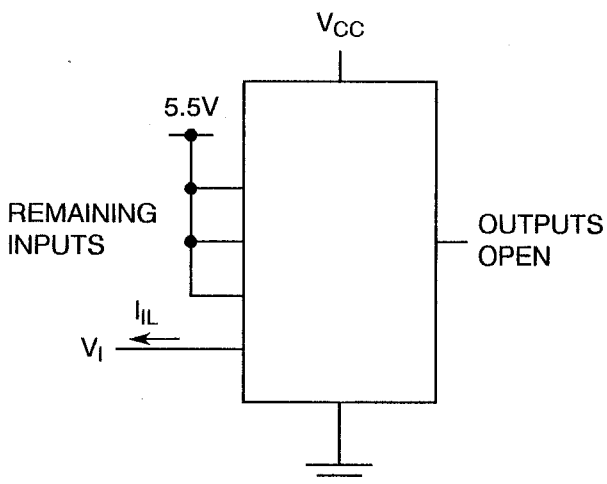 VCC
5.5V
REMAINING
INPUTS
OUTPUTS
OPEN
IIL
VI